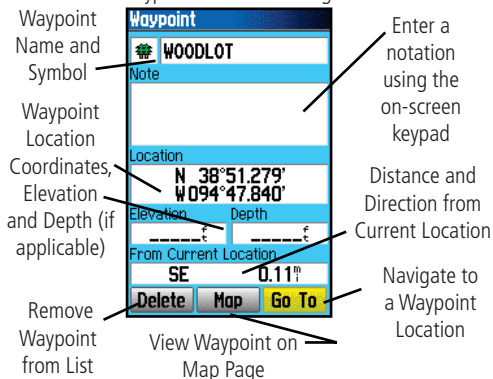 Waypoint
Name and
Symbol
Waypoint
Location
Coordinates,
Elevation
and Depth (if
applicable)
Remove
Waypoint
from List
Waypoint
WOODLOT
Note
Location
N 38°51.279'
W094°47.840'
Elevation Depth
_____ft _____ft
From Current Location
SE 0.11mi
Delete Map Go To
View Waypoint on
Map Page
Enter a
notation
using the
on-screen
keypad
Distance and
Direction from
Current Location
Navigate to
a Waypoint
Location